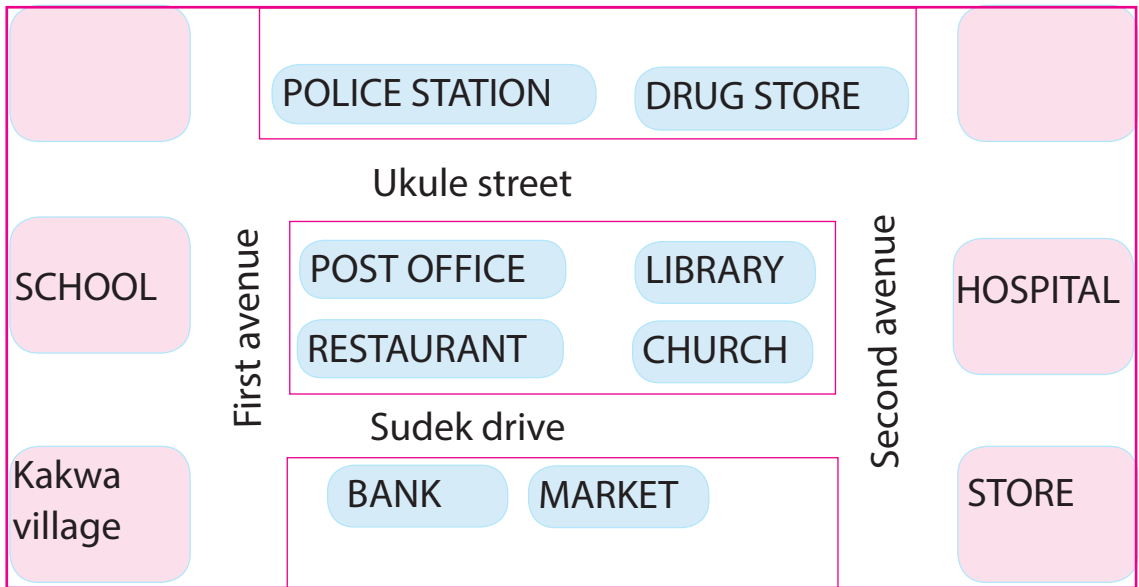 POLICE STATION
DRUG STORE
Ukule street
SCHOOL
First avenue
POST OFFICE
LIBRARY
RESTAURANT
CHURCH
Second avenue
HOSPITAL
Sudek drive
Kakwa
village
BANK
MARKET
STORE